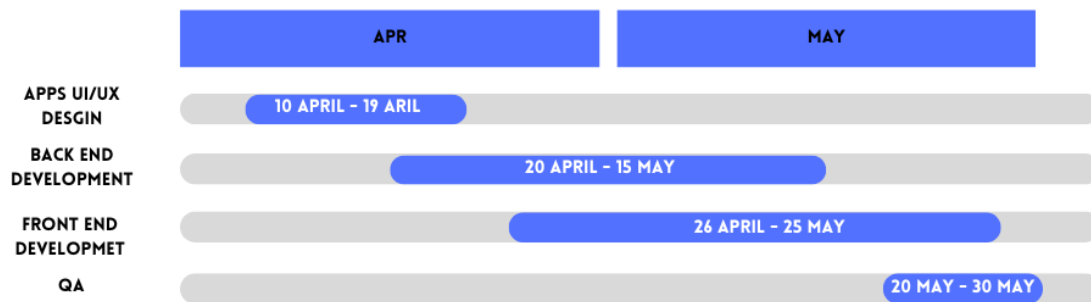 APR
MAY
APPS UI/UX
DESGIN
10 APRIL - 19 ARIL
BACK END
DEVELOPMENT
20 APRIL - 15 MAY
FRONT END
DEVELOPMET
26 APRIL - 25 MAY
QA
20 MAY - 30 MAY